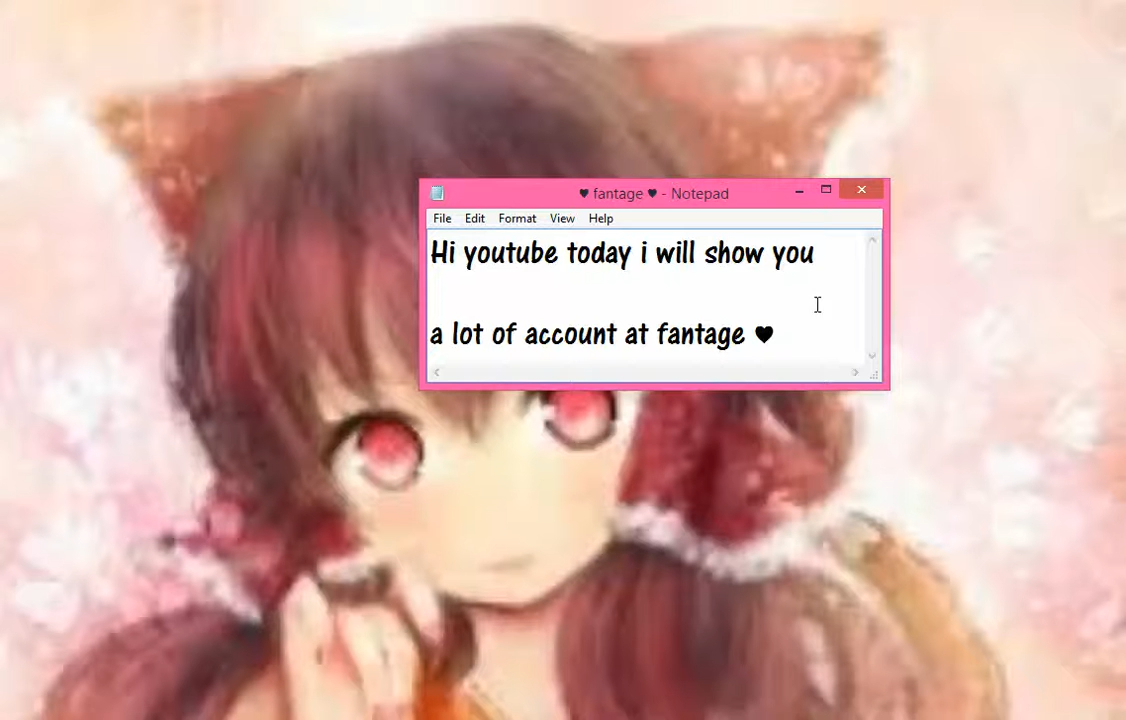 ♥ fantage ♥ - Notepad
File Edit Format View Help
Hi youtube today i will show you
a lot of account at fantage ♥